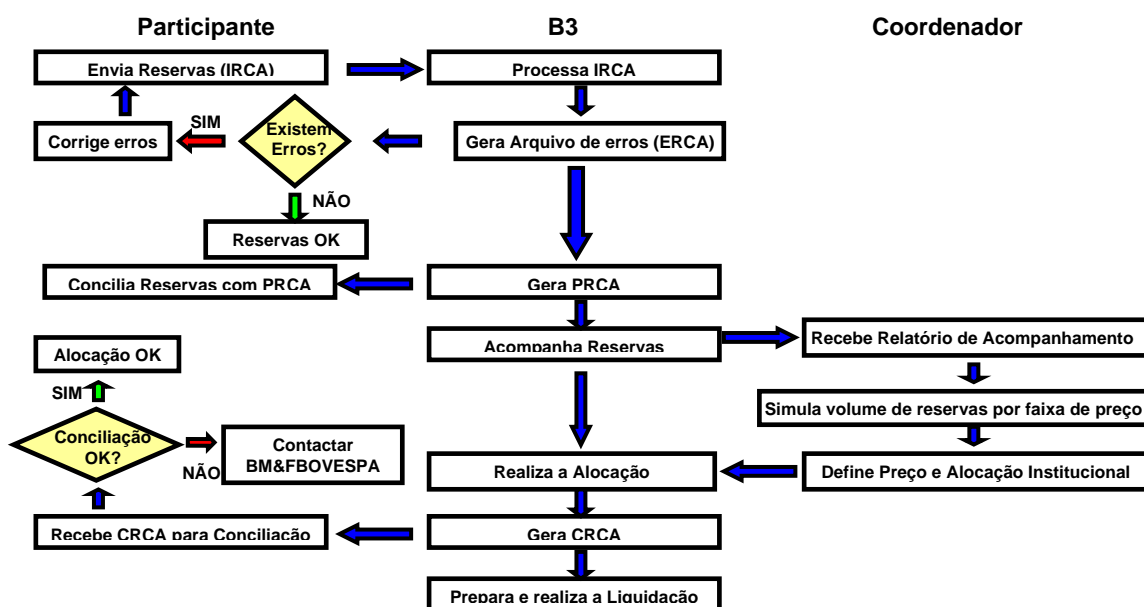 Participante
B3
Coordenador
Envia Reservas (IRCA)
Processa IRCA
SIM
Existem
Erros?
Corrige erros
Gera Arquivo de erros (ERCA)
NÃO
Reservas OK
Concilia Reservas com PRCA
Gera PRCA
Acompanha Reservas
Recebe Relatório de Acompanhamento
Alocação OK
SIM
Simula volume de reservas por faixa de preço
Conciliação
OK?
NÃO
Contactar
BM&FBOVESPA
Realiza a Alocação
Define Preço e Alocação Institucional
Recebe CRCA para Conciliação
Gera CRCA
Prepara e realiza a Liquidação